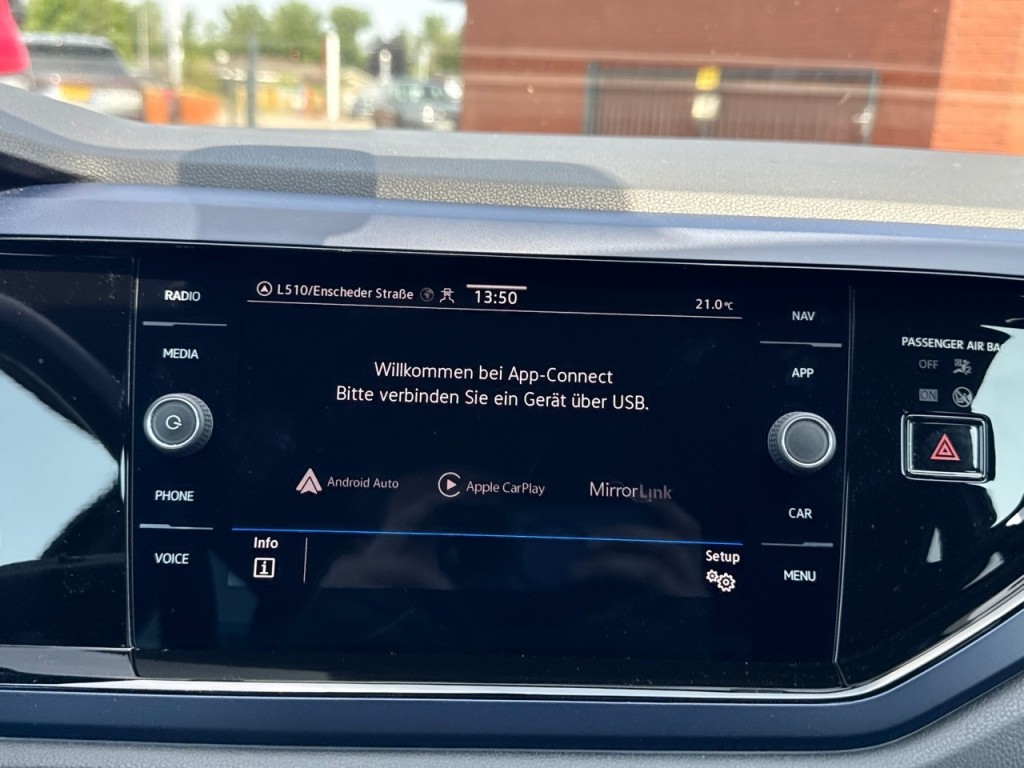 RADIO
MEDIA
PHONE
VOICE
L510/Enscheder Straße
13:50
21.0°C
Willkommen bei App-Connect
Bitte verbinden Sie ein Gerät über USB.
Android Auto
Apple CarPlay
MirrorLink
Info
Setup
NAV
APP
CAR
MENU
PASSENGER AIR BA
OFF
ON